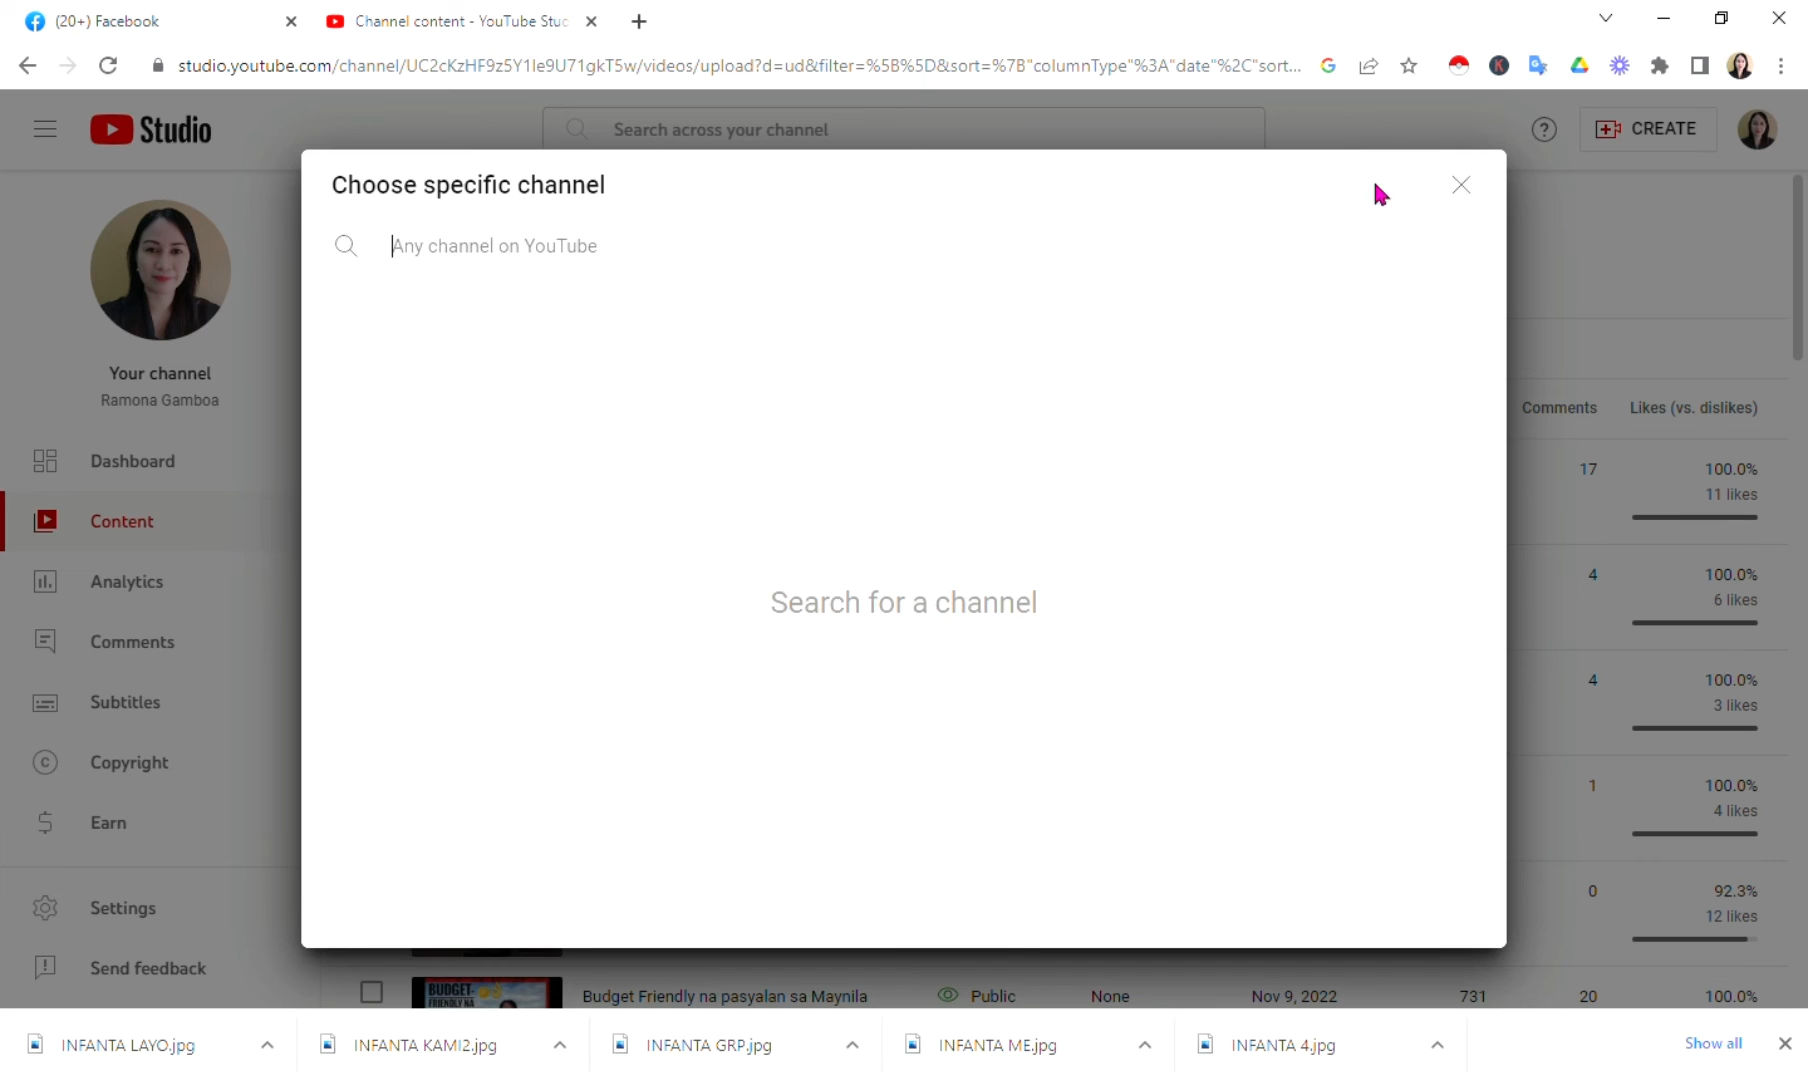 (20+) Facebook
Channel content - YouTube Stuc
studio.youtube.com/channel/UC2cKzHF9z5Y1le9U71gkT5w/videos/upload?d=ud&filter=%5B%5D&sort=%7B"columnType"%3A"date"%2C"sort...
Studio
Search across your channel
CREATE
Choose specific channel
Any channel on YouTube
Your channel
Ramona Gamboa
Comments
Likes (vs. dislikes)
Dashboard
17
100.0%
11 likes
Content
Analytics
4
100.0%
6 likes
Search for a channel
Comments
4
100.0%
3 likes
Subtitles
Copyright
1
100.0%
4 likes
Earn
0
92.3%
12 likes
Settings
Send feedback
BUDGET-
FRIENDLY NA
Budget Friendly na pasyalan sa Maynila
Public
None
Nov 9, 2022
731
20
100.0%
INFANTA LAYO.jpg
INFANTA KAMI2.jpg
INFANTA GRP.jpg
INFANTA ME.jpg
INFANTA 4.jpg
Show all